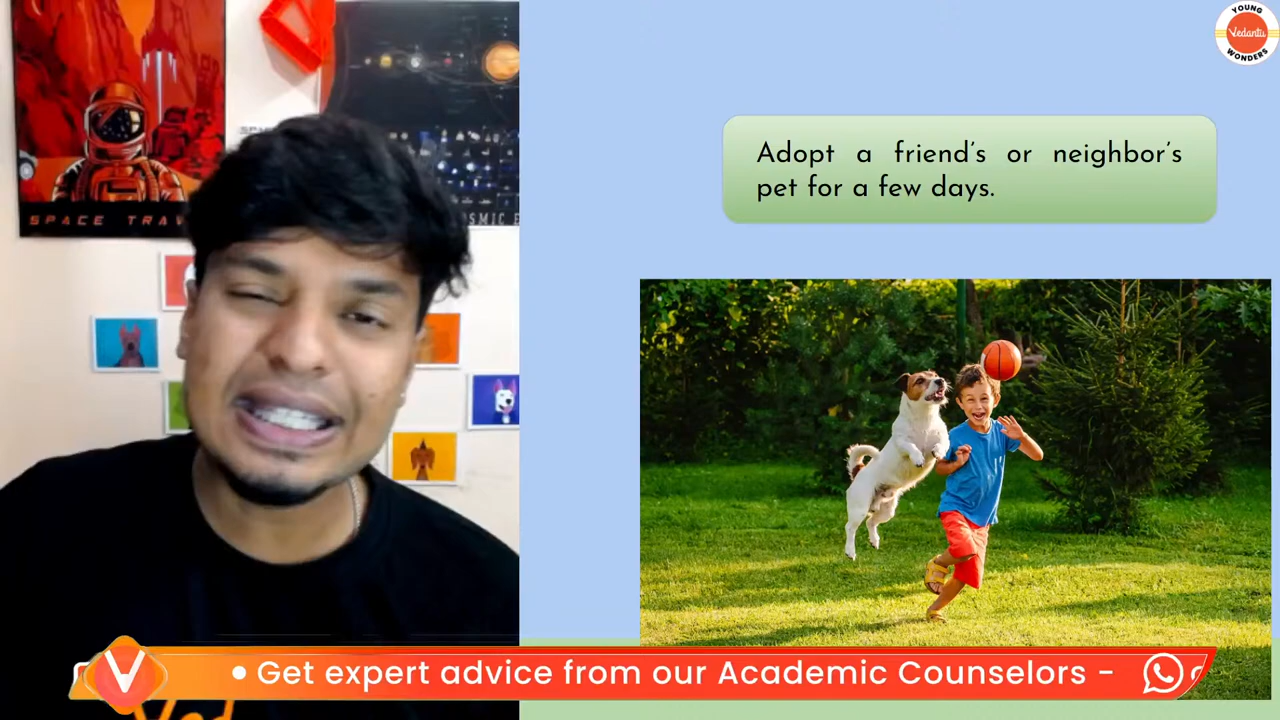 YOUNG
Vedantu
WONDERS
SPACE TRAV
Adopt a friend's or neighbor's
pet for a few days.
• Get expert advice from our Academic Counselors -